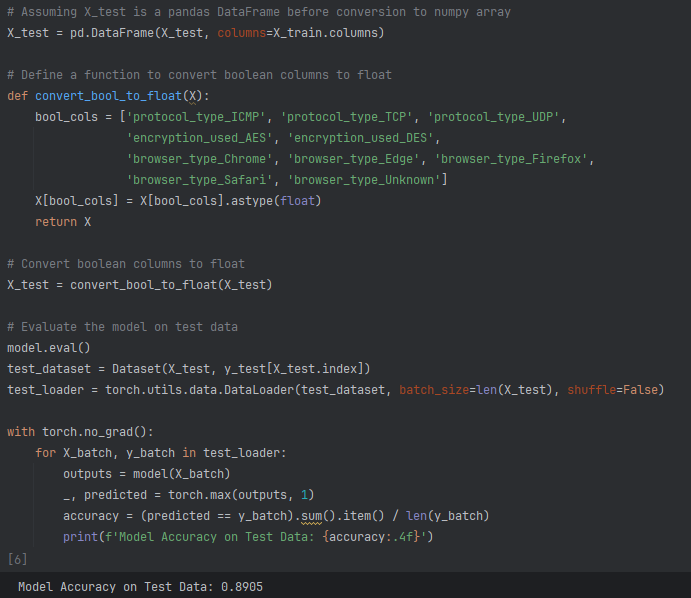 # Assuming X_test is a pandas DataFrame before conversion to numpy array
X_test = pd.DataFrame(X_test, columns=X_train.columns)
# Define a function to convert boolean columns to float
def convert_bool_to_float(X):
bool_cols = ['protocol_type_ICMP', 'protocol_type_TCP', 'protocol_type_UDP',
'encryption_used_AES', 'encryption_used_DES',
'browser_type_Chrome', 'browser_type_Edge', 'browser_type_Firefox',
'browser_type_Safari', 'browser_type_Unknown']
X[bool_cols] = X[bool_cols].astype(float)
return X
# Convert boolean columns to float
X_test = convert_bool_to_float(X_test)
# Evaluate the model on test data
model.eval()
test_dataset = Dataset(X_test, y_test[X_test.index])
test_loader = torch.utils.data.DataLoader(test_dataset, batch_size=len(X_test), shuffle=False)
with torch.no_grad():
for X_batch, y_batch in test_loader:
outputs = model(X_batch)
_, predicted = torch.max(outputs, 1)
accuracy = (predicted == y_batch).sum().item() / len(y_batch)
print(f'Model Accuracy on Test Data: {accuracy:.4f}')
[6]
Model Accuracy on Test Data: 0.8905